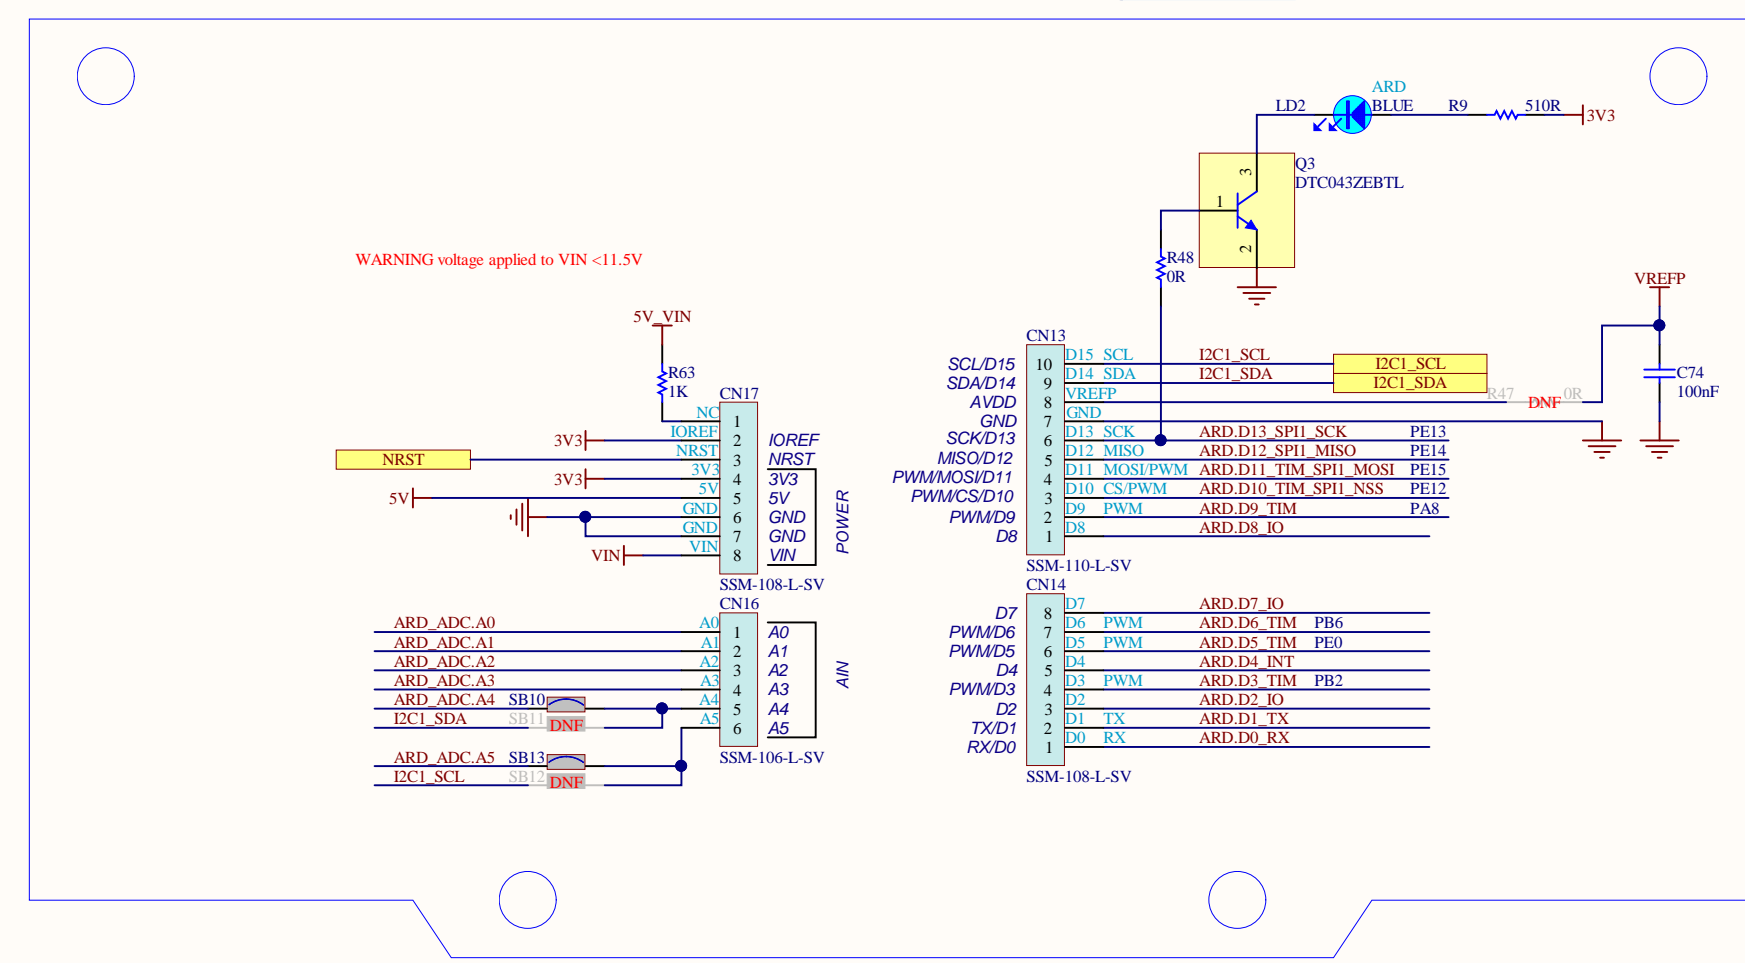 ARD
LD2 BLUE R9 510R 3V3
Q3
DTC043ZEBTL
3
1
2
R48
0R
WARNING voltage applied to VIN <11.5V
VREFP
C74
100nF
5V_VIN
R63
1K
CN17
NC 1
3V3 IOREF 2 IOREF
NRST NRST 3 NRST
3V3 3V3 4 3V3
5V 5V 5 5V
GND 6 GND
GND 7 GND
VIN VIN 8 VIN
POWER
SSM-108-L-SV
CN16
ARD_ADC.A0 A0 1 A0
ARD_ADC.A1 A1 2 A1
ARD_ADC.A2 A2 3 A2
ARD_ADC.A3 A3 4 A3
ARD_ADC.A4 SB10 A4 5 A4
I2C1_SDA SB11 DNF A5 6 A5
AIN
SSM-106-L-SV
ARD_ADC.A5 SB13
I2C1_SCL SB12 DNF
CN13
SCL/D15 10 D15 SCL I2C1_SCL I2C1_SCL
SDA/D14 9 D14 SDA I2C1_SDA I2C1_SDA
AVDD 8 VREFP R47 DNF 0R
GND 7 GND
SCK/D13 6 D13 SCK ARD.D13_SPI1_SCK PE13
MISO/D12 5 D12 MISO ARD.D12_SPI1_MISO PE14
PWM/MOSI/D11 4 D11 MOSI/PWM ARD.D11_TIM_SPI1_MOSI PE15
PWM/CS/D10 3 D10 CS/PWM ARD.D10_TIM_SPI1_NSS PE12
PWM/D9 2 D9 PWM ARD.D9_TIM PA8
D8 1 D8 ARD.D8_IO
SSM-110-L-SV
CN14
D7 8 D7 ARD.D7_IO
PWM/D6 7 D6 PWM ARD.D6_TIM PB6
PWM/D5 6 D5 PWM ARD.D5_TIM PE0
D4 5 D4 ARD.D4_INT
PWM/D3 4 D3 PWM ARD.D3_TIM PB2
D2 3 D2 ARD.D2_IO
TX/D1 2 D1 TX ARD.D1_TX
RX/D0 1 D0 RX ARD.D0_RX
SSM-108-L-SV